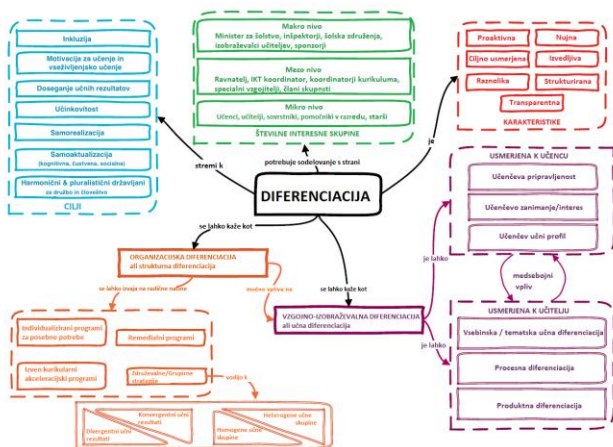 Inkluzija
Motivacija za učenje in
vseživljenjsko učenje
Doseganje učnih rezultatov
Učinkovitost
Samorealizacija
Samoaktualizacija
(kognitivna, čustvena, socialna)
Harmonični & pluralistični državljani
za družbo in človeštvo
CILJI
Makro nivo
Minister za šolstvo, inšpektorji, šolska združenja,
izobraževalci učiteljev, sponzorji
Mezo nivo
Ravnatelj, IKT koordinator, koordinatorji kurikuluma,
specialni vzgojitelji, člani skupnosti
Mikro nivo
Učenci, učitelji, sovrstniki, pomočniki v razredu, starši
ŠTEVILNE INTERESNE SKUPINE
Proaktivna
Nujna
Ciljno usmerjena
Izvedljiva
Raznolika
Strukturirana
Transparentna
KARAKTERISTIKE
stremi k
potrebuje sodelovanje s strani
je
DIFERENCIACIJA
se lahko kaže kot
se lahko kaže kot
ORGANIZACIJSKA DIFERENCIACIJA
ali strukturna diferenciacija
se lahko izvaja na različne načine
močno vpliva na
VZGOJNO-IZOBRAŽEVALNA DIFERENCIACIJA
ali učna diferenciacija
je lahko
je lahko
USMERJENA K UČENCU
Učenčeva pripravljenost
Učenčevo zanimanje/interes
Učenčev učni profil
medsebojni
vpliv
USMERJENA K UČITELJU
Vsebinska / tematska učna diferenciacija
Procesna diferenciacija
Produktna diferenciacija
Individualizirani programi
za posebne potrebe
Remedialni programi
Izven kurikularni
akceleracijski programi
Združevalne/Grupirne
strategije
vodijo k
Konvergentni učni
rezultati
Divergentni učni
rezultati
Heterogene učne
skupine
Homogene učne
skupine